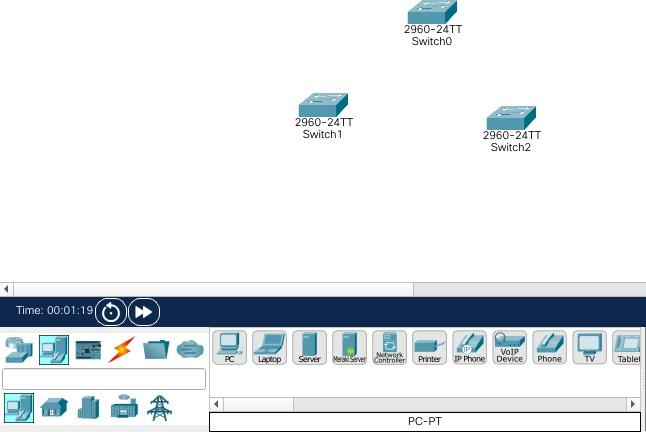 2960-24TT
Switch0
2960-24TT
Switch1
2960-24TT
Switch2
Time: 00:01:19
PC
Laptop
Server
Meraki Server
Network
Controller
Printer
IP Phone
VoIP
Device
Phone
TV
Tablet
IP
PC-PT